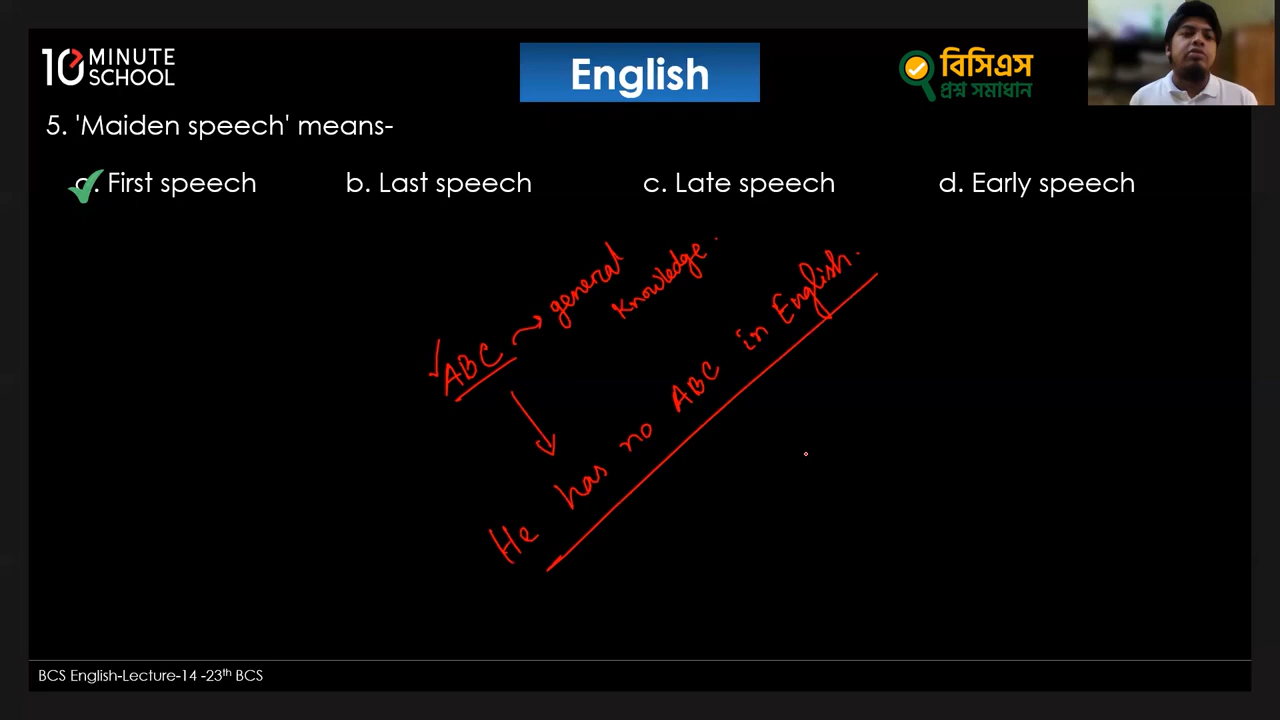 10 MINUTE SCHOOL
English
বিসিএস
প্রশ্ন সমাধান
5. 'Maiden speech' means-
a. First speech b. Last speech c. Late speech d. Early speech
ABC general knowledge.
He has no ABC in English.
BCS English-Lecture-14 -23th BCS